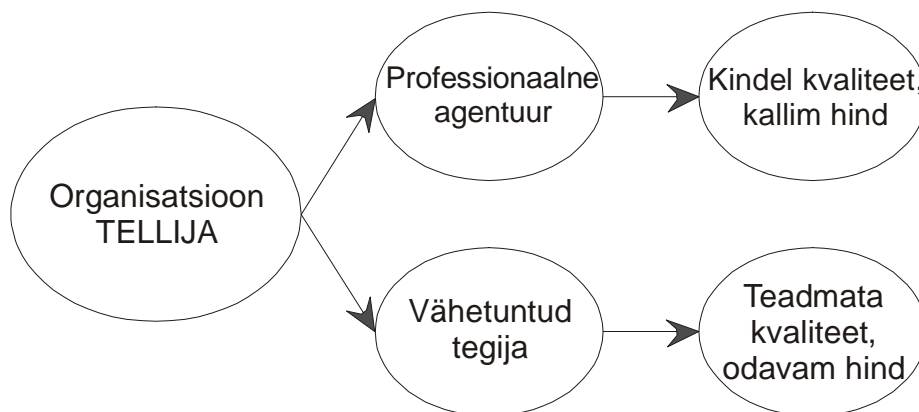 Organisatsioon
TELLIJA
Professionaalne
agentuur
Kindel kvaliteet,
kallim hind
Vähetuntud
tegija
Teadmata
kvaliteet,
odavam hind